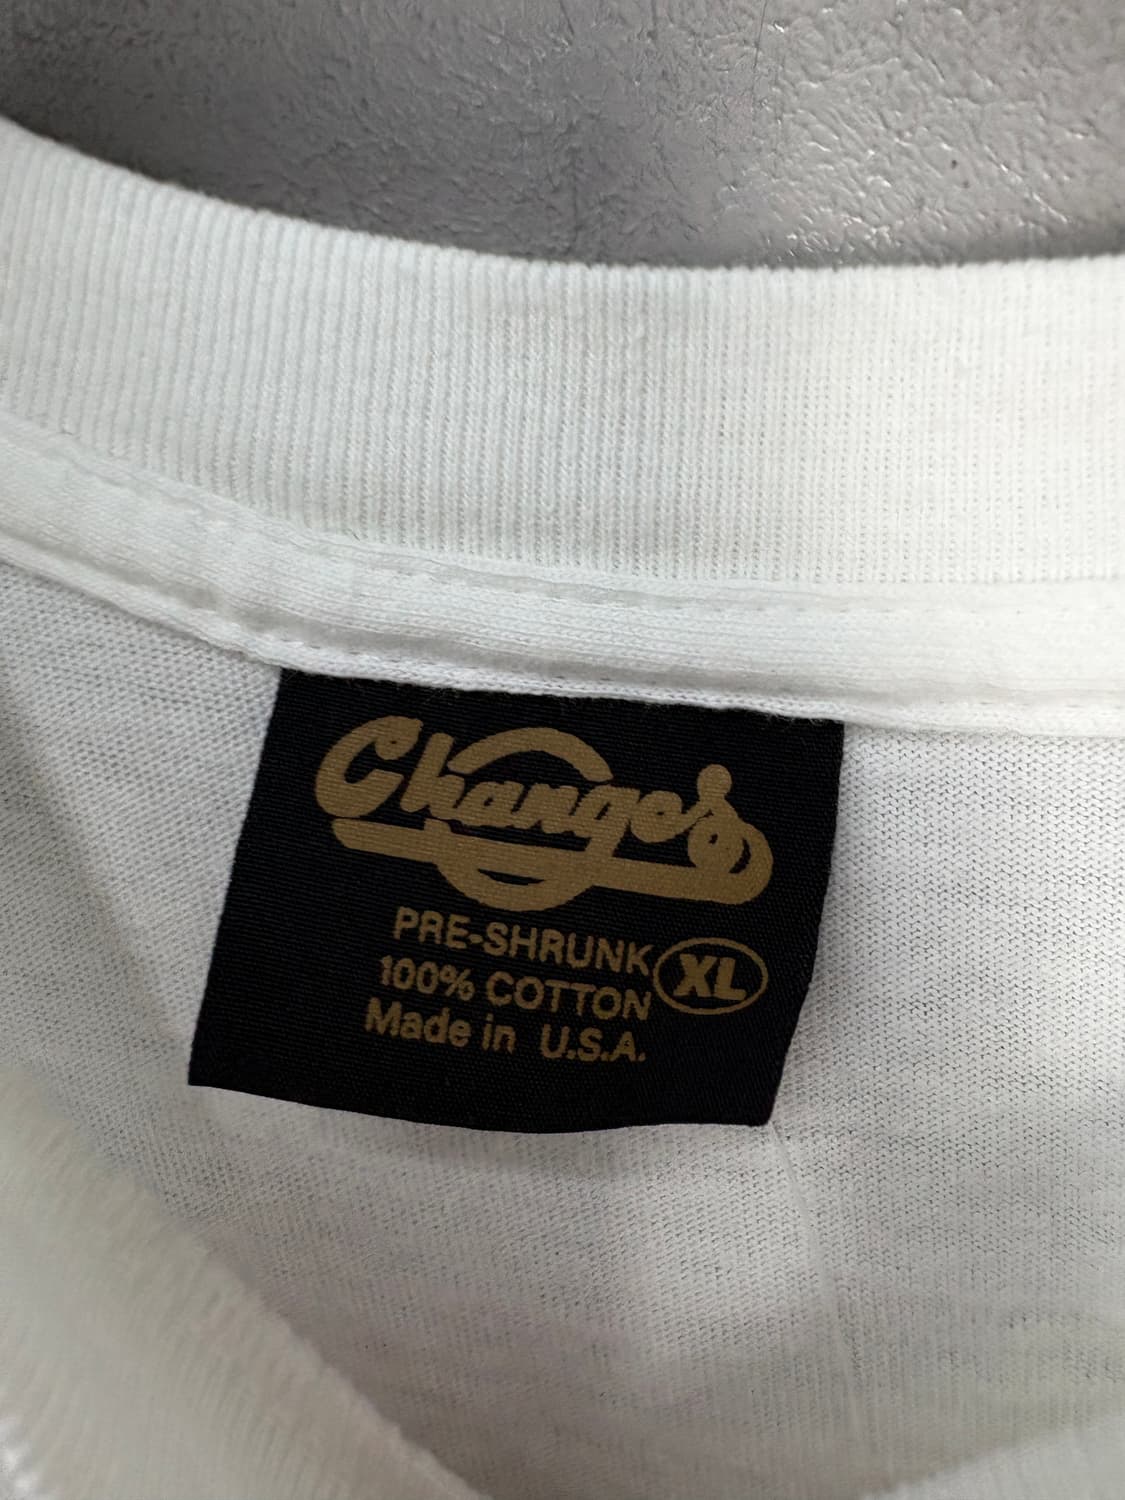 Changes
PRE-SHRUNK
100% COTTON
XL
Made in U.S.A.